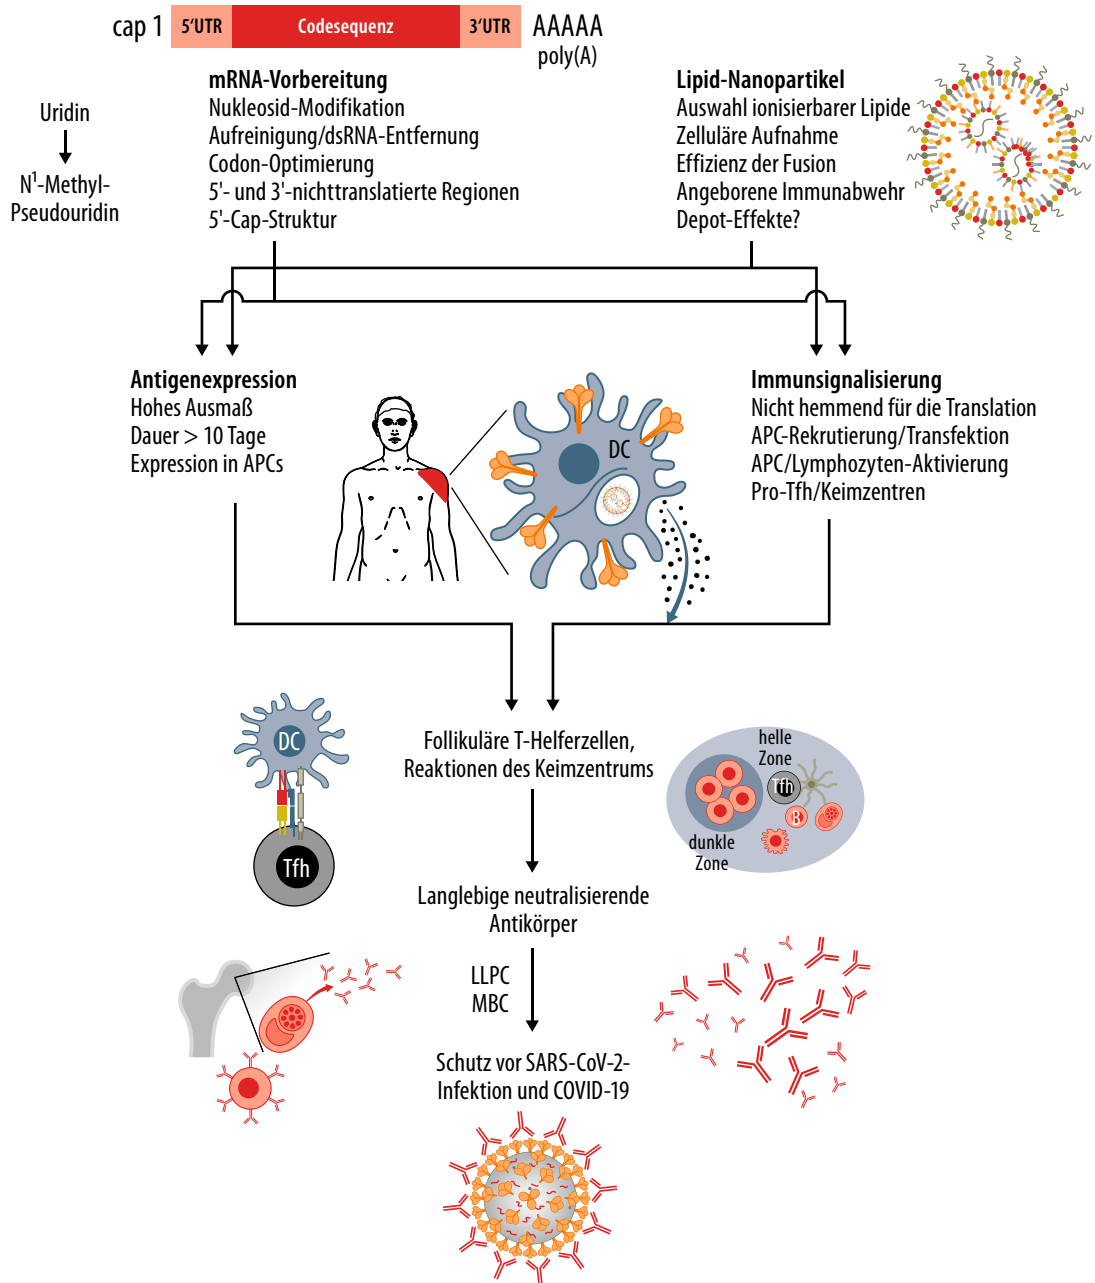 cap 1
5‘UTR
Codesequenz
3‘UTR
AAAAA
poly(A)
Uridin
N¹-Methyl-
Pseudouridin
mRNA-Vorbereitung
Nukleosid-Modifikation
Aufreinigung/dsRNA-Entfernung
Codon-Optimierung
5'- und 3'-nichttranslatierte Regionen
5'-Cap-Struktur
Lipid-Nanopartikel
Auswahl ionisierbarer Lipide
Zelluläre Aufnahme
Effizienz der Fusion
Angeborene Immunabwehr
Depot-Effekte?
Antigenexpression
Hohes Ausmaß
Dauer > 10 Tage
Expression in APCs
DC
Immunsignalisierung
Nicht hemmend für die Translation
APC-Rekrutierung/Transfektion
APC/Lymphozyten-Aktivierung
Pro-Tfh/Keimzentren
DC
Tfh
Follikuläre T-Helferzellen,
Reaktionen des Keimzentrums
helle
Zone
Tfh
B
dunkle
Zone
Langlebige neutralisierende
Antikörper
LLPC
MBC
Schutz vor SARS-CoV-2-
Infektion und COVID-19